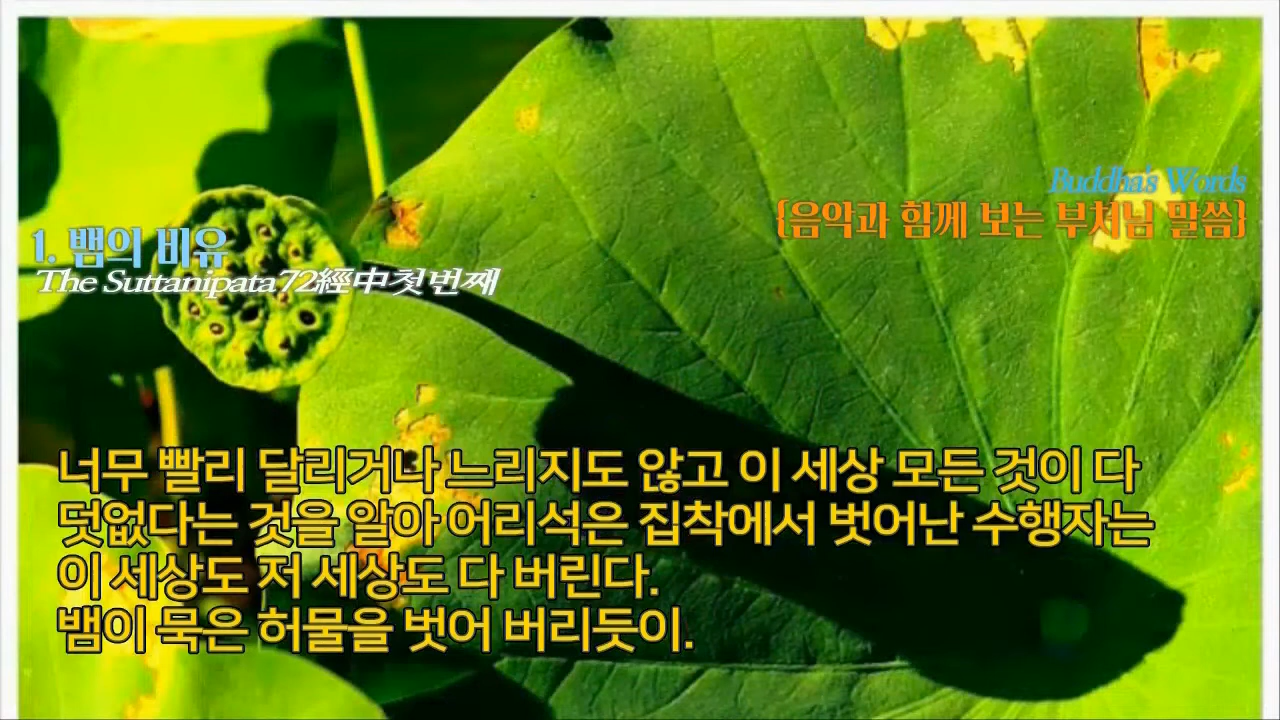 Buddha's Words
{음악과 함께 보는 부처님 말씀}
1. 뱀의 비유
The Suttanipata 72經中첫번째
너무 빨리 달리거나 느리지도 않고 이 세상 모든 것이 다
덧없다는 것을 알아 어리석은 집착에서 벗어난 수행자는
이 세상도 저 세상도 다 버린다.
뱀이 묵은 허물을 벗어 버리듯이.